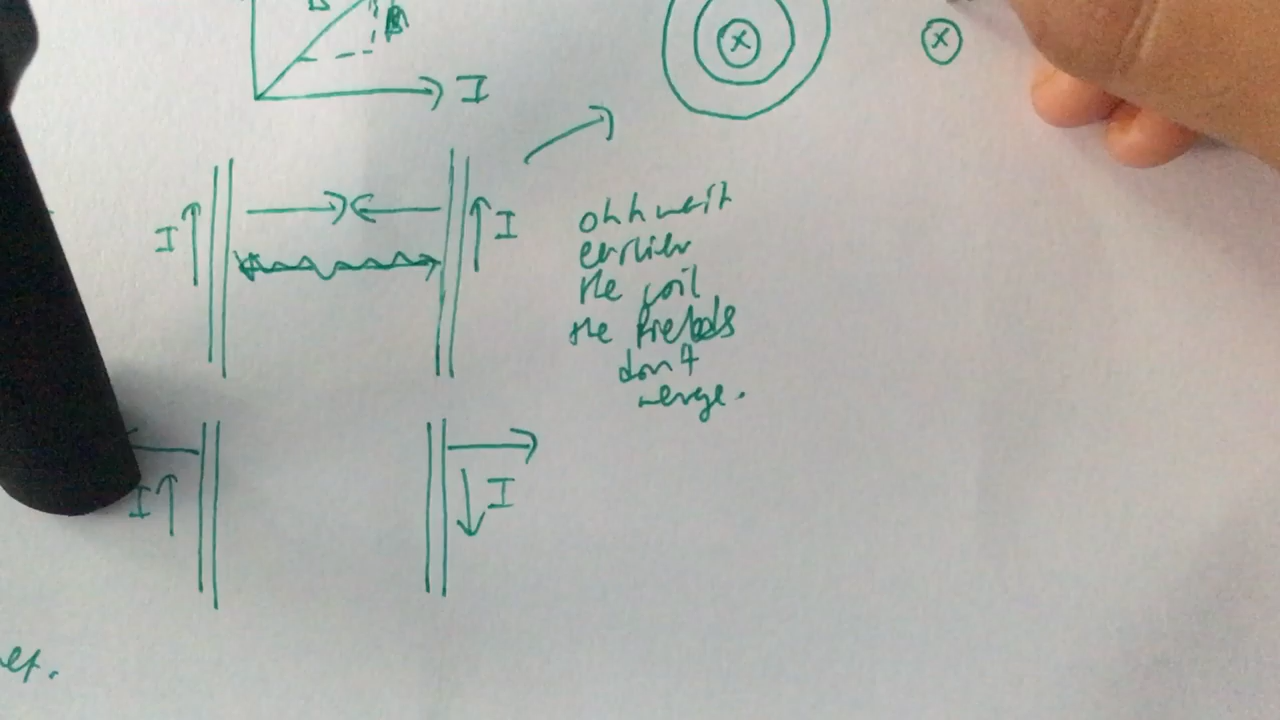 B
I
I
I
ohh wait
earlier
the coil
the fields
don't
merge.
I
I